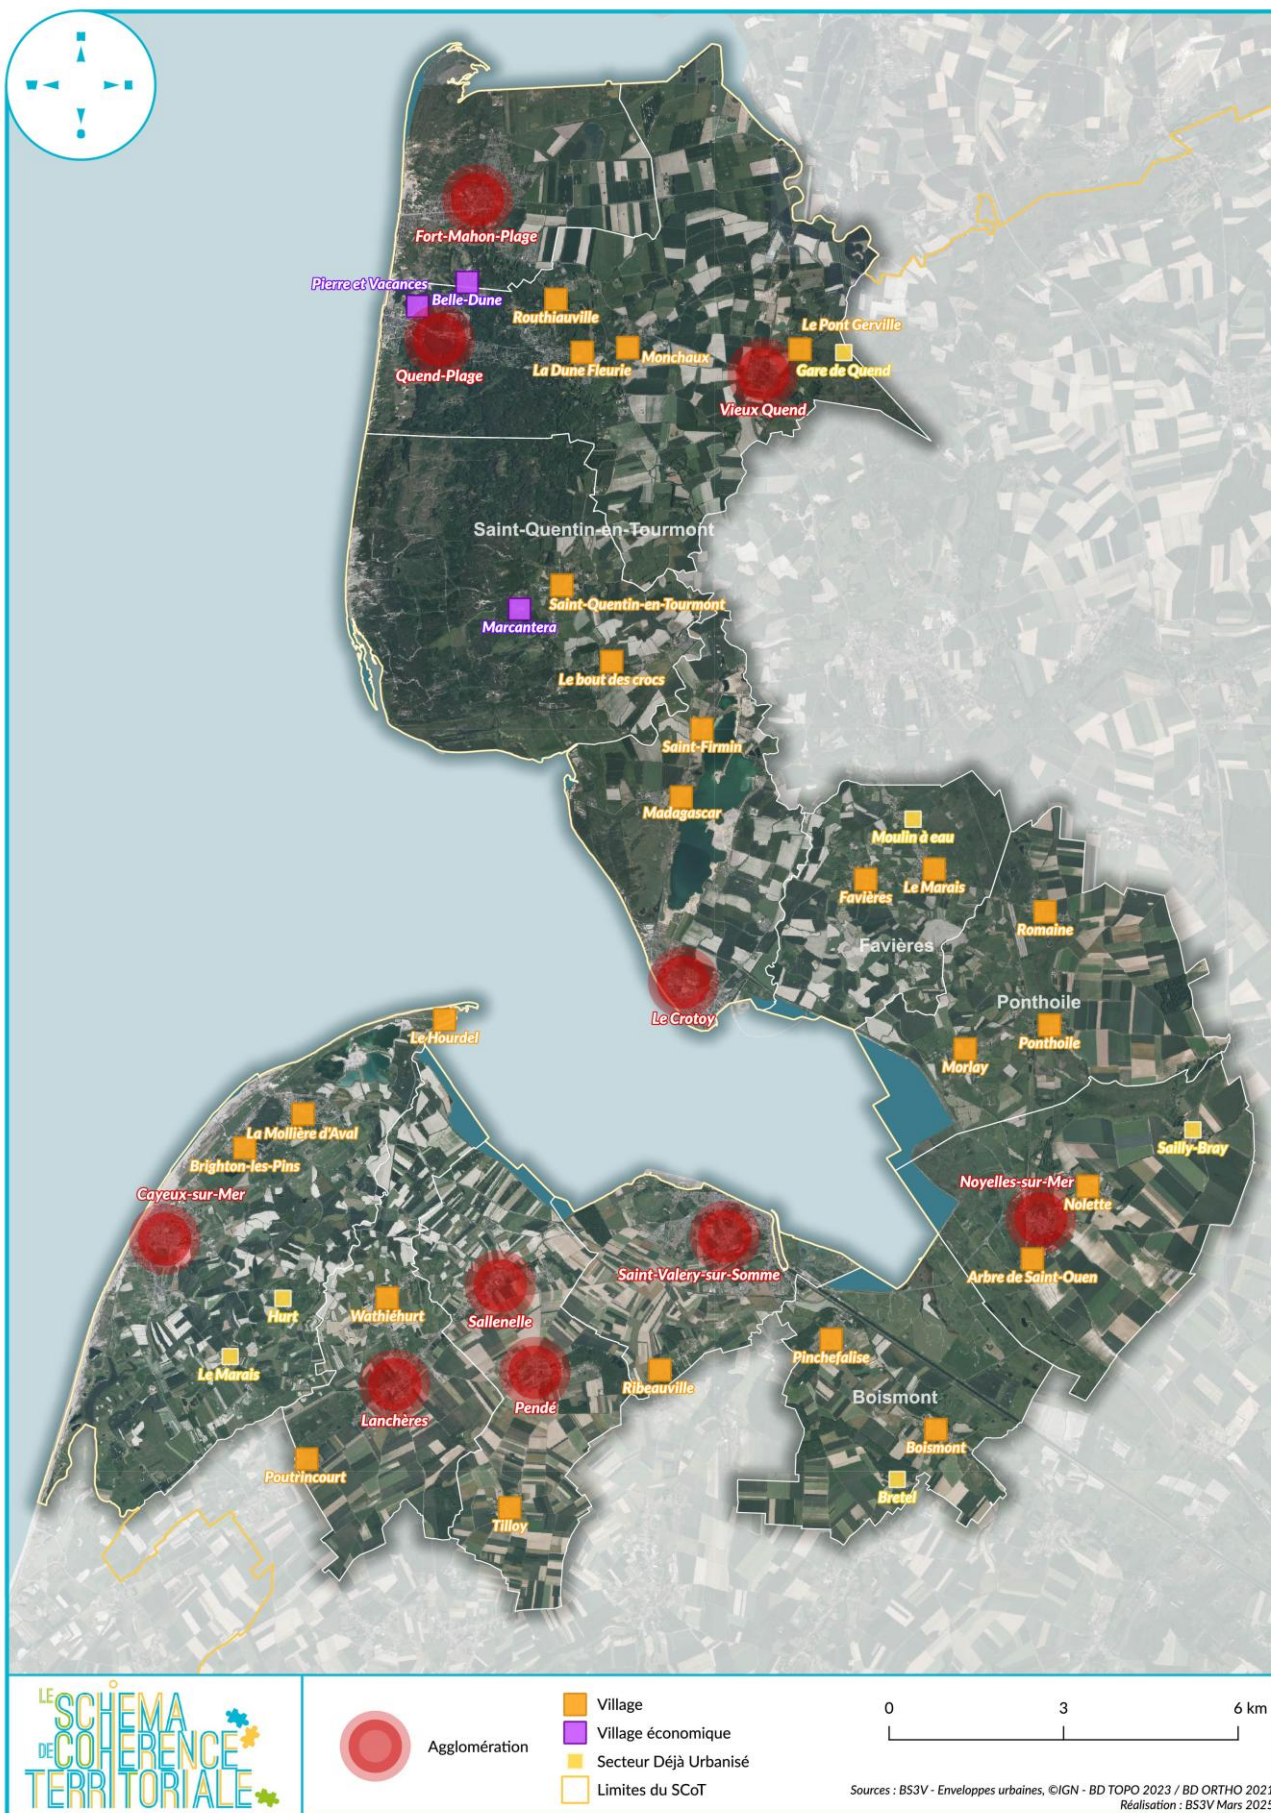 N
W
E
S
Fort-Mahon-Plage
Pierre et Vacances
Belle-Dune
Routhiauville
Le Pont Gerville
Quend-Plage
La Dune Fleurie
Monchaux
Gare de Quend
Vieux Quend
Saint-Quentin-en-Tourmont
Saint-Quentin-en-Tourmont
Marcantera
Le bout des crocs
Saint-Firmin
Madagascar
Moulin à eau
Favières
Le Marais
Romaine
Favières
Ponthoile
Le Crotoy
Le Hourdel
Ponthoile
Morlay
La Mollière d'Aval
Sailly-Bray
Brighton-les-Pins
Cayeux-sur-Mer
Noyelles-sur-Mer
Nolette
Saint-Valery-sur-Somme
Arbre de Saint-Ouen
Hurt
Wathiéhurt
Sallenelle
Pinchefalise
Le Marais
Ribeauville
Boismont
Lanchères
Pendé
Boismont
Poutrincourt
Bretel
Tilloy
LE
SCHÉMA
DE COHÉRENCE
TERRITORIALE
Agglomération
Village
Village économique
Secteur Déjà Urbanisé
Limites du SCoT
0 3 6 km
Sources : BS3V - Enveloppes urbaines, ©IGN - BD TOPO 2023 / BD ORTHO 2021
Réalisation : BS3V Mars 2025